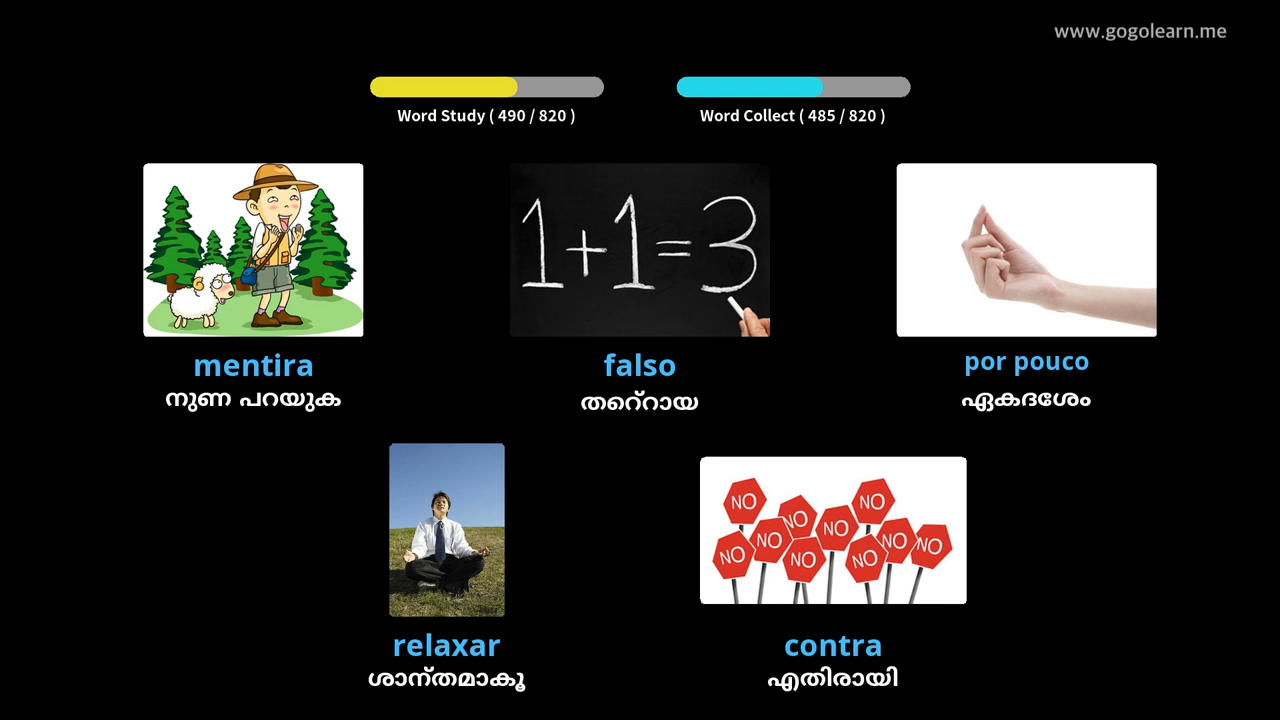 www.gogolearn.me
Word Study ( 490 / 820 )
Word Collect ( 485 / 820 )
1+1=3
mentira
നുണ പറയുക
falso
തെറ്റായ
por pouco
ഏകദേശം
NO
NO
NO
NO
NO
NO
NO
NO
NO
NO
relaxar
ശാന്തമാകൂ
contra
എതിരായി